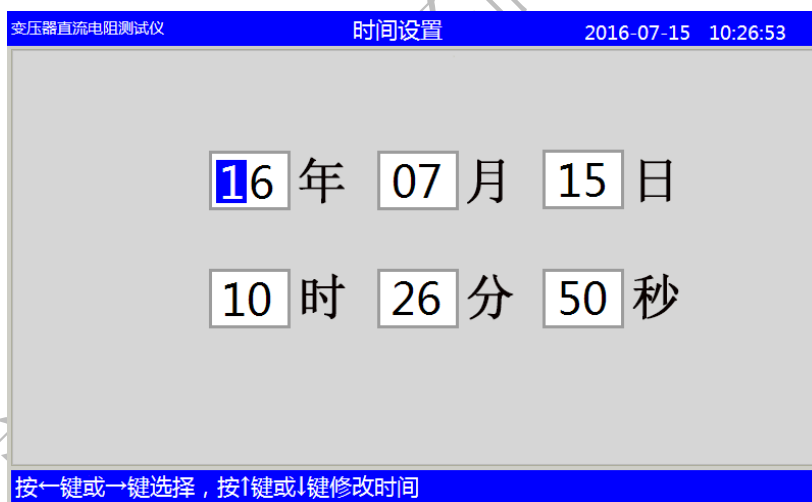 变压器直流电阻测试仪 时间设置 2016-07-15 10:26:53
16 年 07 月 15 日
10 时 26 分 50 秒
按←键或→键选择，按↑键或↓键修改时间